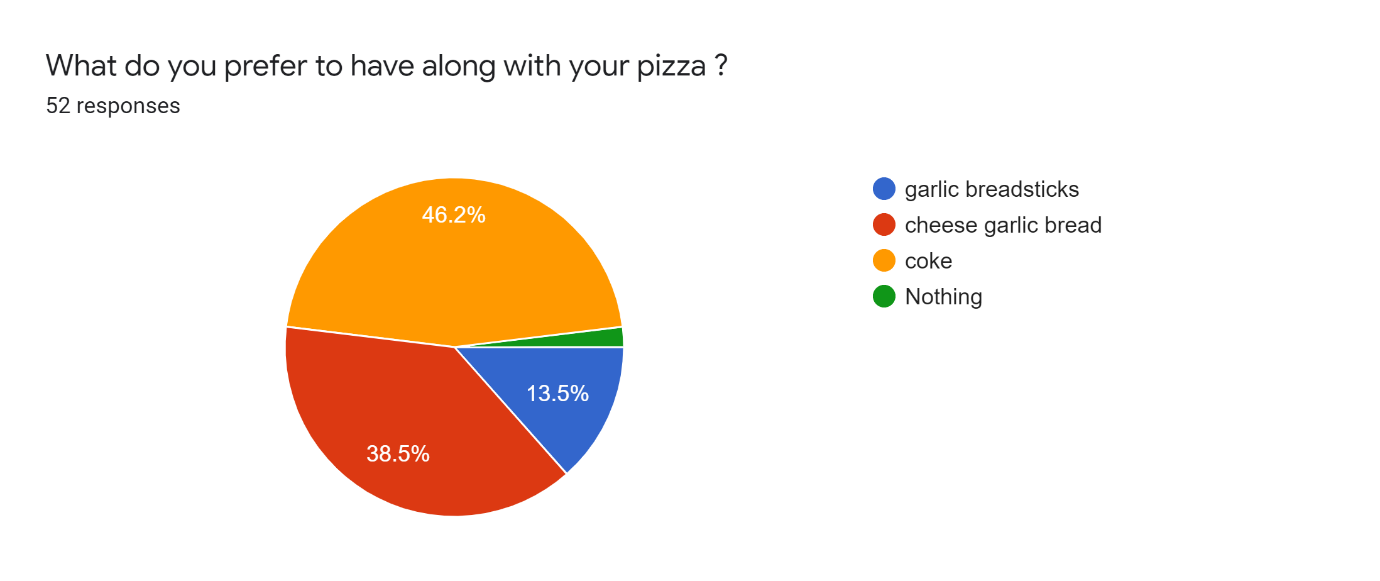 What do you prefer to have along with your pizza ?
52 responses
46.2%
13.5%
38.5%
garlic breadsticks
cheese garlic bread
coke
Nothing